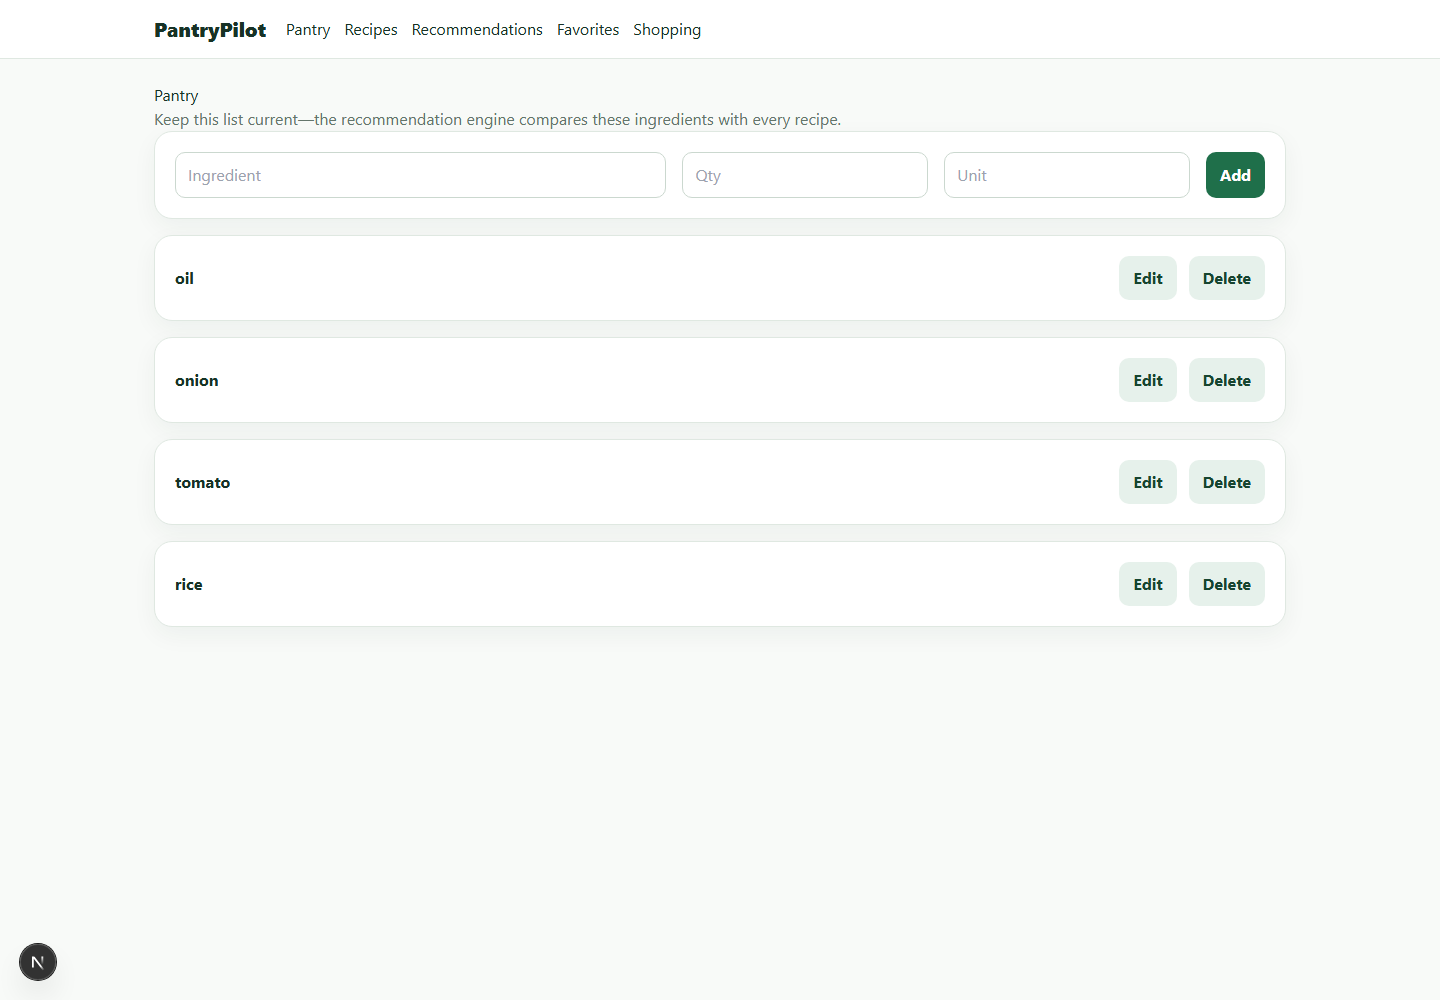 PantryPilot Pantry Recipes Recommendations Favorites Shopping
Pantry
Keep this list current—the recommendation engine compares these ingredients with every recipe.
Ingredient Qty Unit Add
oil Edit Delete
onion Edit Delete
tomato Edit Delete
rice Edit Delete
N